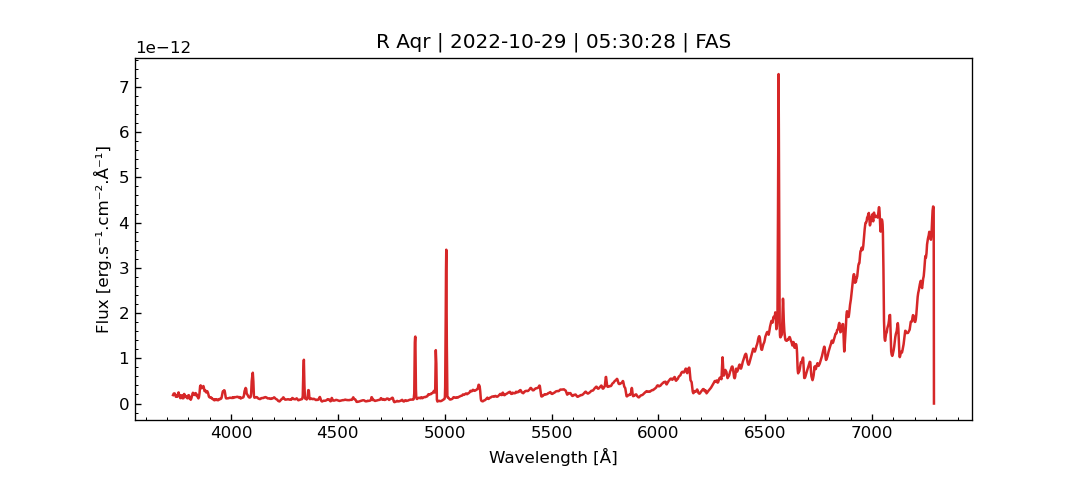 R Aqr | 2022-10-29 | 05:30:28 | FAS
1e−12
7
6
5
4
3
2
1
0
Flux [erg.s⁻¹.cm⁻².Å⁻¹]
4000 4500 5000 5500 6000 6500 7000
Wavelength [Å]